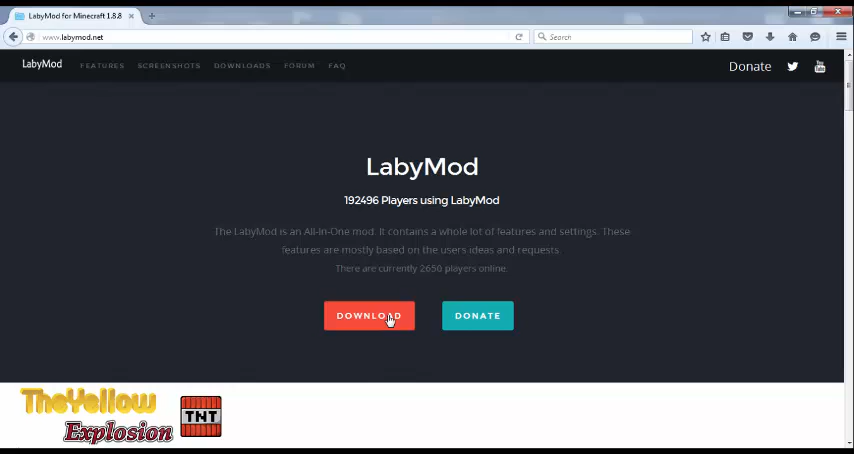 LabyMod for Minecraft 1.8.8
www.labymod.net
Search
LabyMod FEATURES SCREENSHOTS DOWNLOADS FORUM FAQ Donate You Tube
LabyMod
192496 Players using LabyMod
The LabyMod is an All-In-One mod. It contains a whole lot of features and settings. These
features are mostly based on the users ideas and requests.
There are currently 2650 players online.
DOWNLOAD DONATE
TheYellow
Explosion
TNT